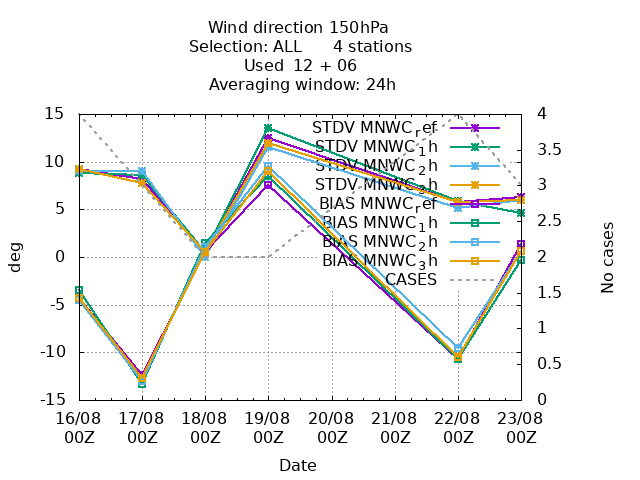 Wind direction 150hPa
Selection: ALL 4 stations
Used 12 + 06
Averaging window: 24h
STDV MNWC_ref
STDV MNWC_1h
STDV MNWC_2h
STDV MNWC_3h
BIAS MNWC_ref
BIAS MNWC_1h
BIAS MNWC_2h
BIAS MNWC_3h
CASES
deg
15
10
5
0
-5
-10
-15
No cases
4
3.5
3
2.5
2
1.5
1
0.5
0
16/08 17/08 18/08 19/08 20/08 21/08 22/08 23/08
00Z 00Z 00Z 00Z 00Z 00Z 00Z 00Z
Date